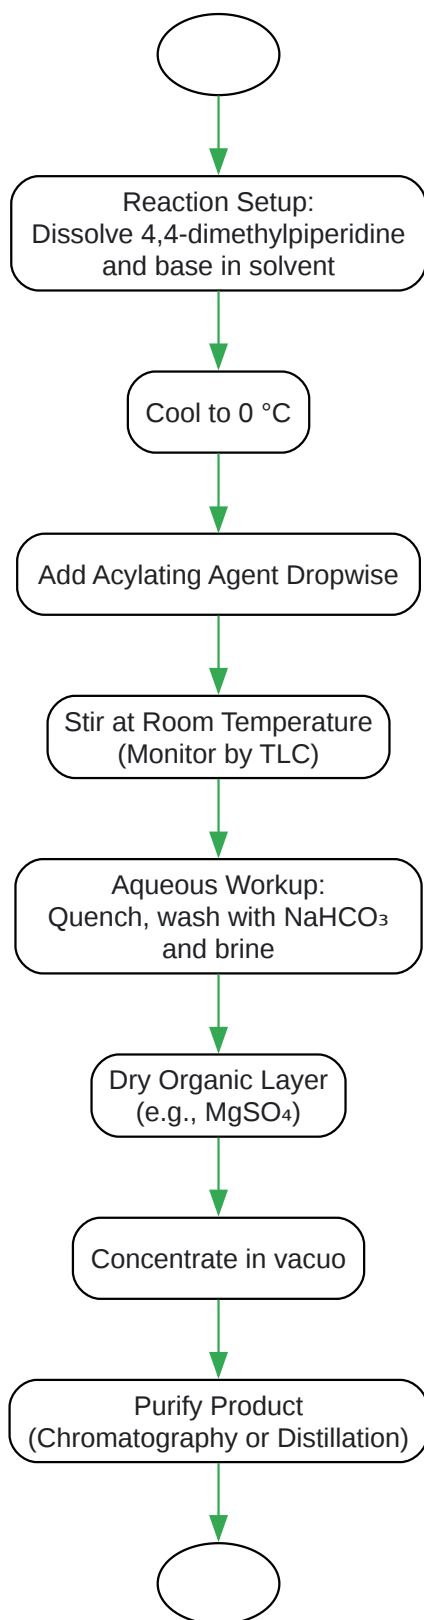 Reaction Setup:
Dissolve 4,4-dimethylpiperidine
and base in solvent
Cool to 0 °C
Add Acylating Agent Dropwise
Stir at Room Temperature
(Monitor by TLC)
Aqueous Workup:
Quench, wash with NaHCO₃
and brine
Dry Organic Layer
(e.g., MgSO₄)
Concentrate in vacuo
Purify Product
(Chromatography or Distillation)